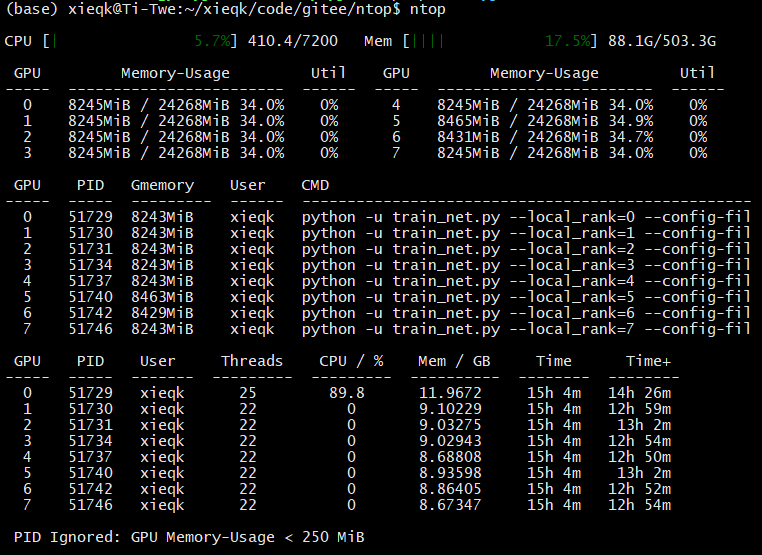 (base) xieqk@Ti-Twe:~/xieqk/code/gitee/ntop$ ntop
CPU [| 5.7%] 410.4/7200 Mem [|||| 17.5%] 88.1G/503.3G
GPU Memory-Usage Util GPU Memory-Usage Util
----- ------------------------ ------ ----- ------------------------ ------
0 8245MiB / 24268MiB 34.0% 0% 4 8245MiB / 24268MiB 34.0% 0%
1 8245MiB / 24268MiB 34.0% 0% 5 8465MiB / 24268MiB 34.9% 0%
2 8245MiB / 24268MiB 34.0% 0% 6 8431MiB / 24268MiB 34.7% 0%
3 8245MiB / 24268MiB 34.0% 0% 7 8245MiB / 24268MiB 34.0% 0%
GPU PID Gmemory User CMD
----- ----- --------- ------- ---------------------------------------------
0 51729 8243MiB xieqk python -u train_net.py --local_rank=0 --config-fil
1 51730 8243MiB xieqk python -u train_net.py --local_rank=1 --config-fil
2 51731 8243MiB xieqk python -u train_net.py --local_rank=2 --config-fil
3 51734 8243MiB xieqk python -u train_net.py --local_rank=3 --config-fil
4 51737 8243MiB xieqk python -u train_net.py --local_rank=4 --config-fil
5 51740 8463MiB xieqk python -u train_net.py --local_rank=5 --config-fil
6 51742 8429MiB xieqk python -u train_net.py --local_rank=6 --config-fil
7 51746 8243MiB xieqk python -u train_net.py --local_rank=7 --config-fil
GPU PID User Threads CPU / % Mem / GB Time Time+
----- ----- ------- --------- --------- ---------- ------- ---------
0 51729 xieqk 25 89.8 11.9672 15h 4m 14h 26m
1 51730 xieqk 22 0 9.10229 15h 4m 12h 59m
2 51731 xieqk 22 0 9.03275 15h 4m 13h 2m
3 51734 xieqk 22 0 9.02943 15h 4m 12h 54m
4 51737 xieqk 22 0 8.68808 15h 4m 12h 50m
5 51740 xieqk 22 0 8.93598 15h 4m 13h 2m
6 51742 xieqk 22 0 8.86405 15h 4m 12h 52m
7 51746 xieqk 22 0 8.67347 15h 4m 12h 54m
PID Ignored: GPU Memory-Usage < 250 MiB